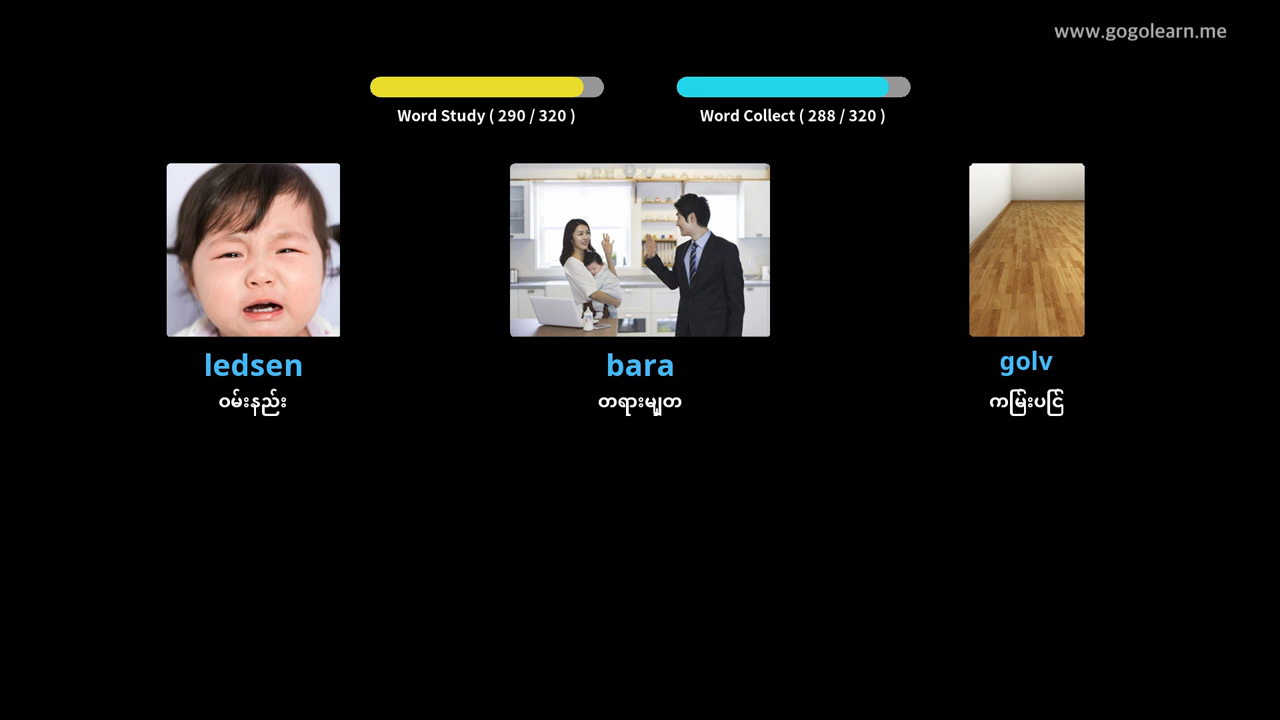 www.gogolearn.me
Word Study ( 290 / 320 )
Word Collect ( 288 / 320 )
ledsen
bara
golv
ဝမ်းနည်း
တရားမျှတ
ကမ်းြပင်